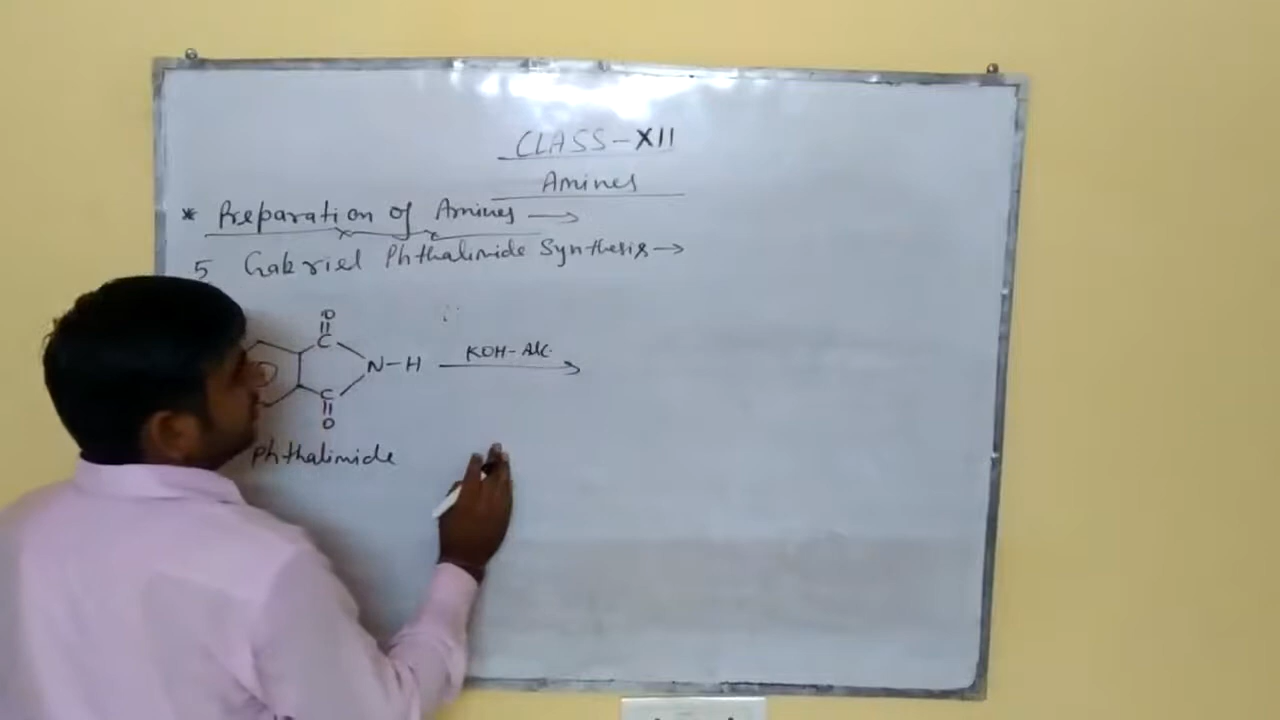 CLASS-XII
Amines
* Preparation of Amines →
5 Gabriel Phthalimide Synthesis →
O
C
N-H
KOH-Alc.
C
O
Phthalimide